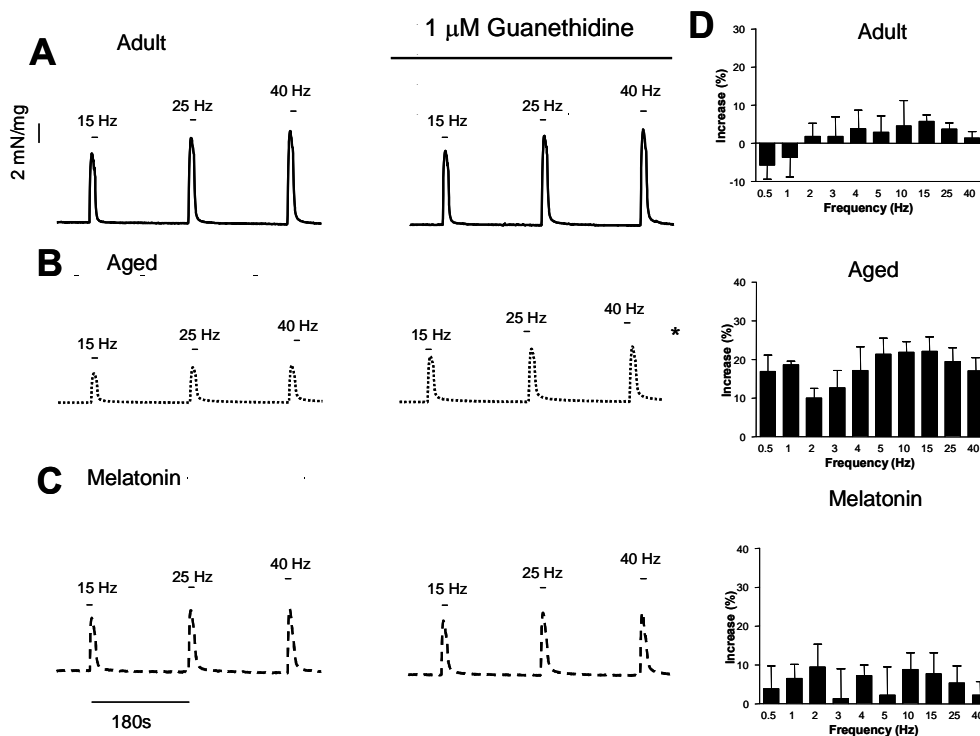 A
Adult
1 μM Guanethidine
2 mN/mg
15 Hz
25 Hz
40 Hz
15 Hz
25 Hz
40 Hz
B
Aged
15 Hz
25 Hz
40 Hz
15 Hz
25 Hz
40 Hz
*
C
Melatonin
15 Hz
25 Hz
40 Hz
15 Hz
25 Hz
40 Hz
180s
D
Adult
Increase (%)
30
20
10
0
-10
0.5 1 2 3 4 5 10 15 25 40
Frequency (Hz)
Aged
Increase (%)
40
30
20
10
0
0.5 1 2 3 4 5 10 15 25 40
Frequency (Hz)
Melatonin
Increase (%)
40
30
20
10
0
0.5 1 2 3 4 5 10 15 25 40
Frequency (Hz)